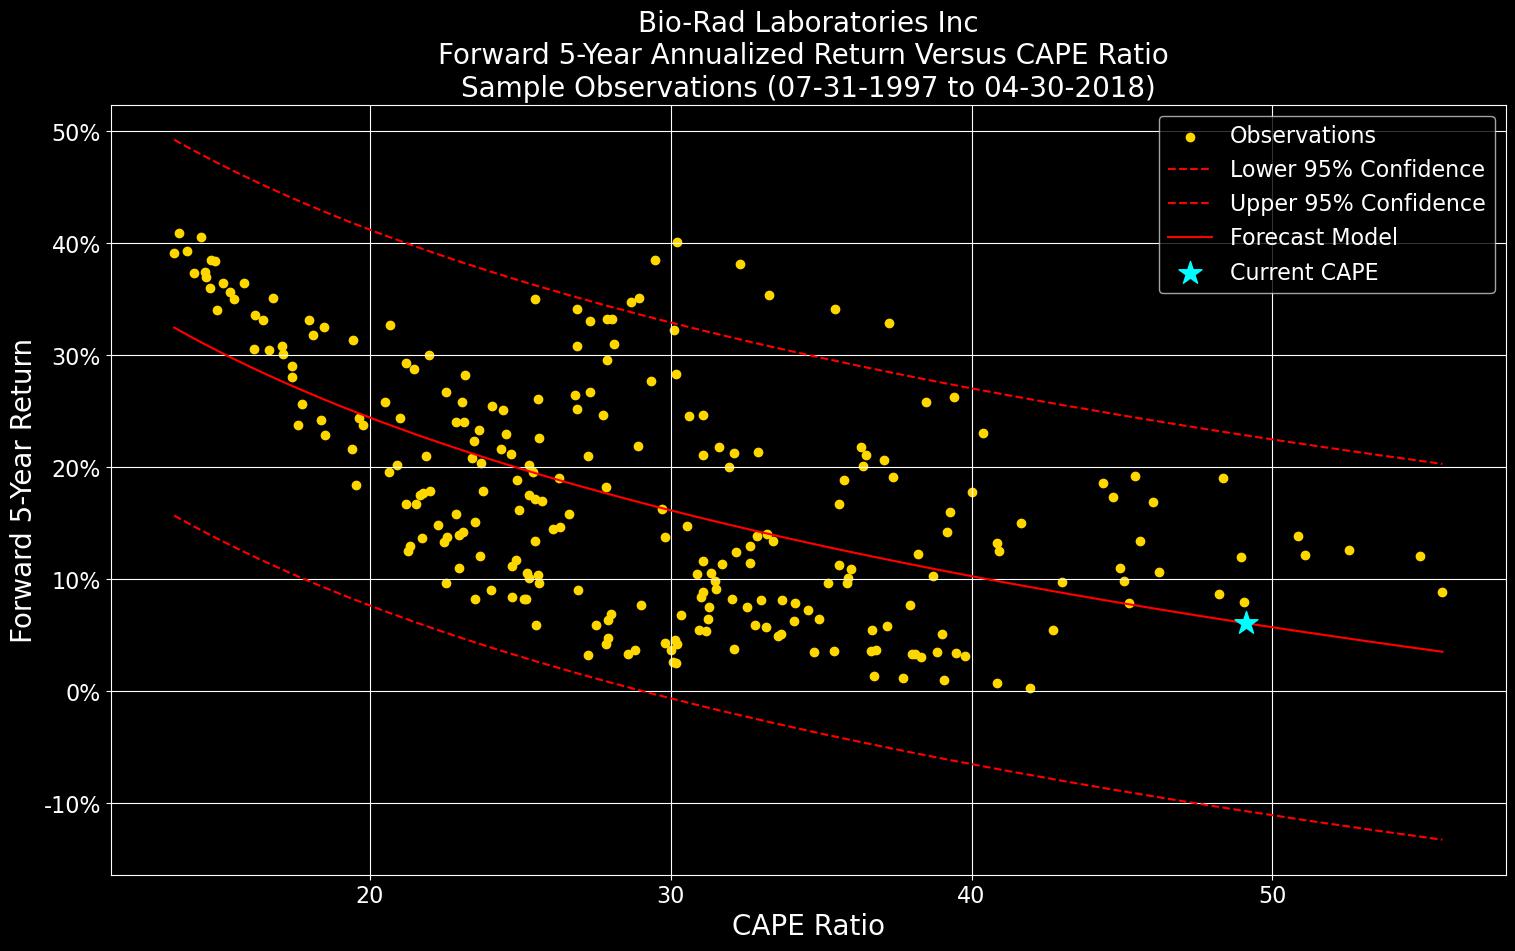 Bio-Rad Laboratories Inc
Forward 5-Year Annualized Return Versus CAPE Ratio
Sample Observations (07-31-1997 to 04-30-2018)
Observations
Lower 95% Confidence
Upper 95% Confidence
Forecast Model
Current CAPE
Forward 5-Year Return
50%
40%
30%
20%
10%
0%
-10%
20
30
40
50
CAPE Ratio